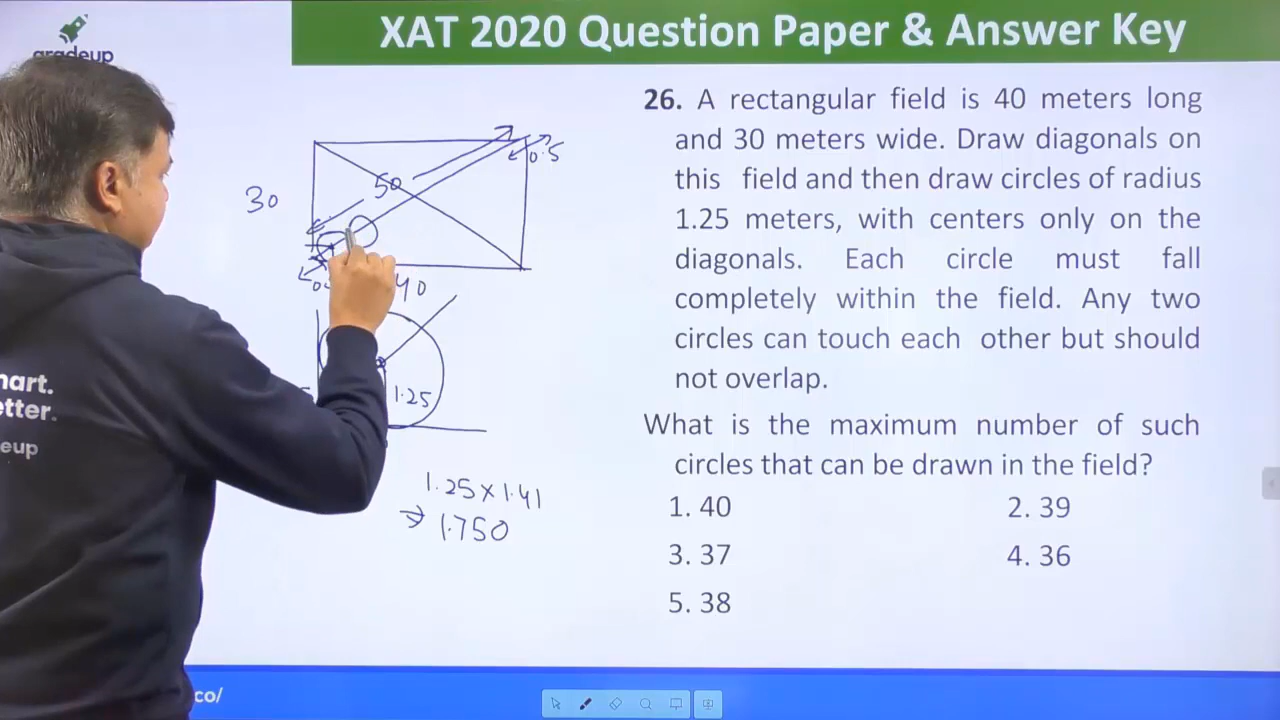 gradeup
XAT 2020 Question Paper & Answer Key
26. A rectangular field is 40 meters long
and 30 meters wide. Draw diagonals on
this field and then draw circles of radius
1.25 meters, with centers only on the
diagonals. Each circle must fall
completely within the field. Any two
circles can touch each other but should
not overlap.
What is the maximum number of such
circles that can be drawn in the field?
1. 40
2. 39
3. 37
4. 36
5. 38
0.5
50
30
40
1.25
1.25 x 1.41
⇒ 1.750
eup
co/